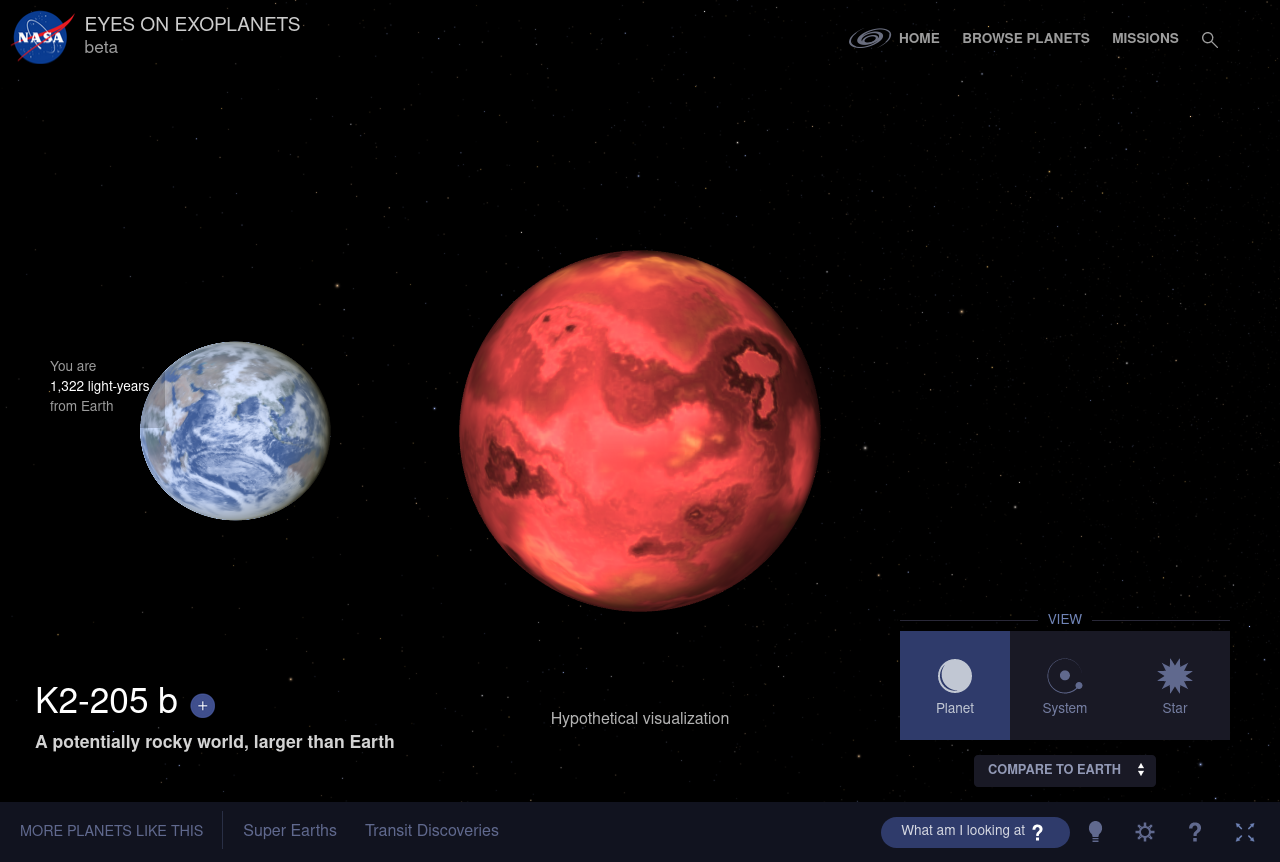 NASA
EYES ON EXOPLANETS
beta
HOME
BROWSE PLANETS
MISSIONS
You are
1,322 light-years
from Earth
K2-205 b +
A potentially rocky world, larger than Earth
Hypothetical visualization
VIEW
Planet
System
Star
COMPARE TO EARTH
MORE PLANETS LIKE THIS
Super Earths
Transit Discoveries
What am I looking at ?
?